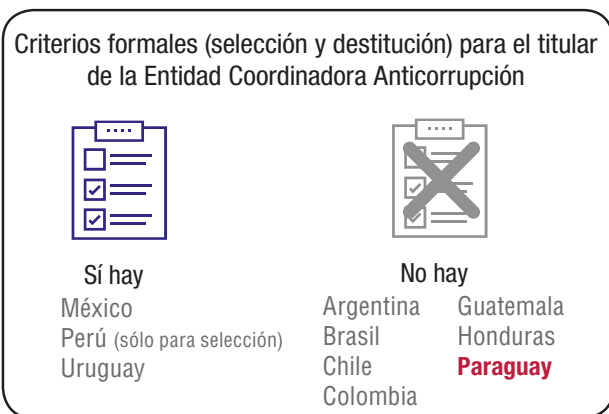 Criterios formales (selección y destitución) para el titular
de la Entidad Coordinadora Anticorrupción
Sí hay
México
Perú (sólo para selección)
Uruguay
No hay
Argentina
Brasil
Chile
Colombia
Guatemala
Honduras
Paraguay